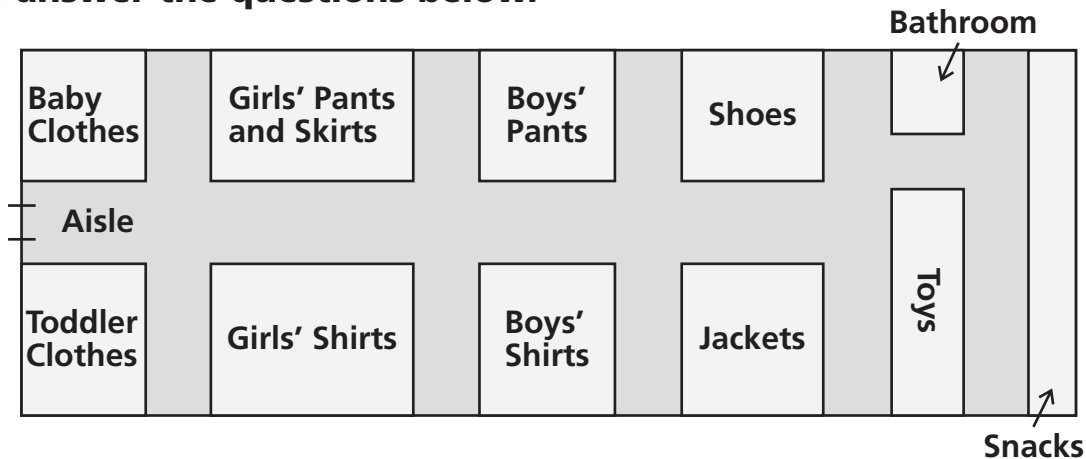 answer the questions below.
Bathroom
Baby
Clothes
Girls' Pants
and Skirts
Boys'
Pants
Shoes
Aisle
Toddler
Clothes
Girls' Shirts
Boys'
Shirts
Jackets
Toys
Snacks